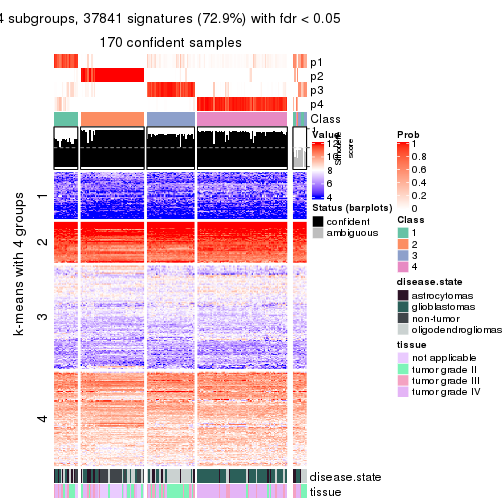 4 subgroups, 37841 signatures (72.9%) with fdr < 0.05
170 confident samples
p1
p2
p3
p4
Class
Silhouette
score
1
2
3
4
k-means with 4 groups
disease.state
tissue
Value
12
10
8
6
4
Status (barplots)
confident
ambiguous
Prob
1
0.8
0.6
0.4
0.2
0
Class
1
2
3
4
disease.state
astrocytomas
glioblastomas
non-tumor
oligodendrogliomas
tissue
not applicable
tumor grade II
tumor grade III
tumor grade IV